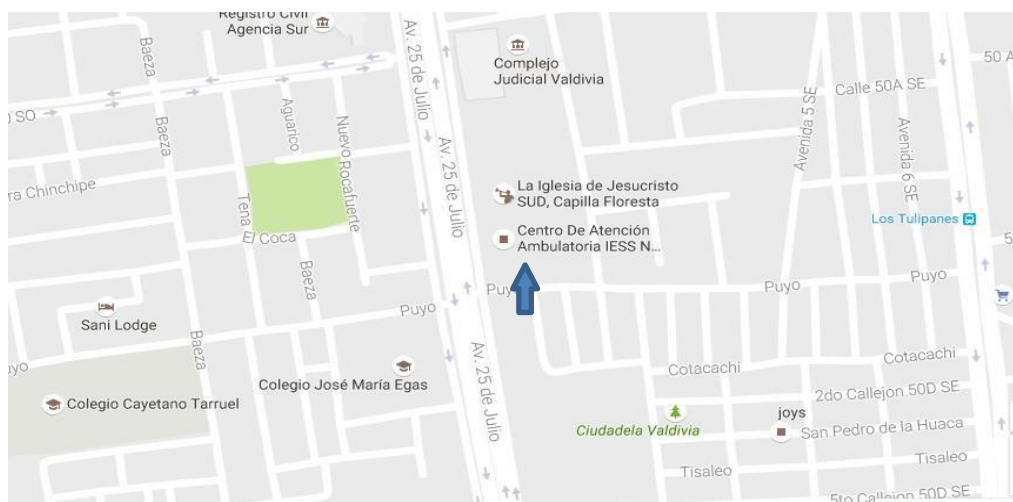 Registro Civil
Agencia Sur
Av. 25 de Julio
Complejo
Judicial Valdivia
50 A
Baeza
Calle 50A SE
Aguarico
Nuevo Rocafuerte
SO
Baeza
Av. 25 de Julio
Avenida 5 SE
Avenida 6 SE
ra Chinchipe
Tena
La Iglesia de Jesucristo
SUD, Capilla Floresta
Los Tulipanes
El Coca
Centro De Atención
Ambulatoria IESS N...
5
Baeza
Puyo
Puyo
Puyo
Sani Lodge
Puyo
Baeza
uyo
Av. 25 de Julio
Cotacachi
Cotacachi
Colegio José María Egas
2do Callejon 50D SE
Colegio Cayetano Tarruel
joys
Ciudadela Valdivia
San Pedro de la Huaca
Tisaleo
Tisaleo
5to Callejon 50D SE